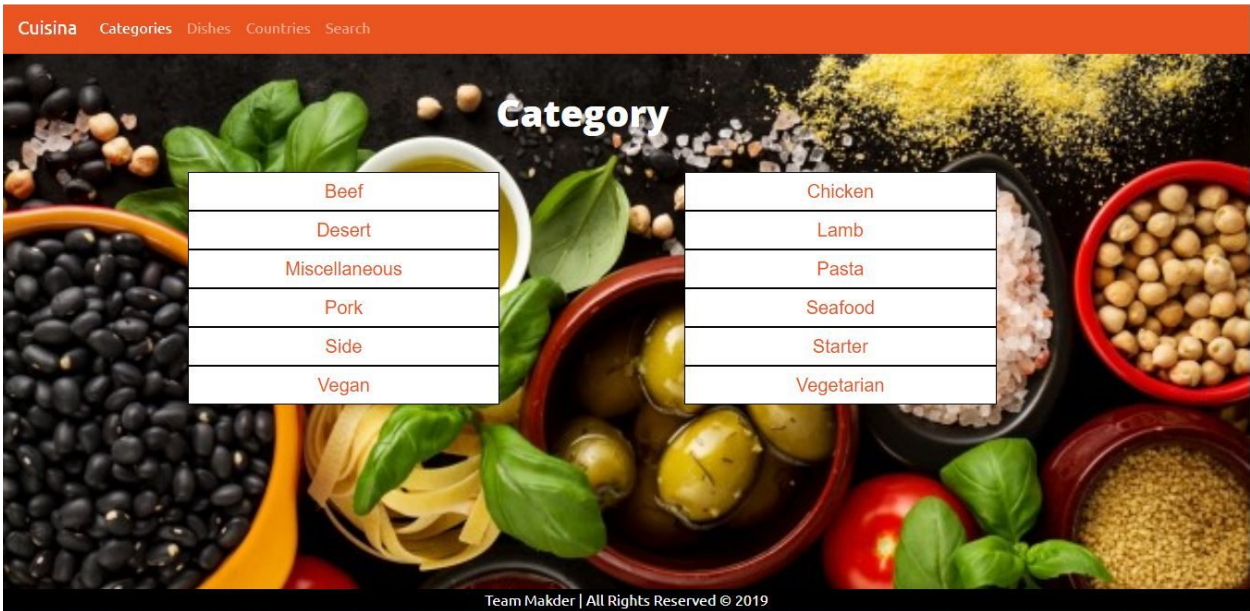 Cuisina Categories Dishes Countries Search
Category
Beef
Chicken
Desert
Lamb
Miscellaneous
Pasta
Pork
Seafood
Side
Starter
Vegan
Vegetarian
Team Makder | All Rights Reserved © 2019